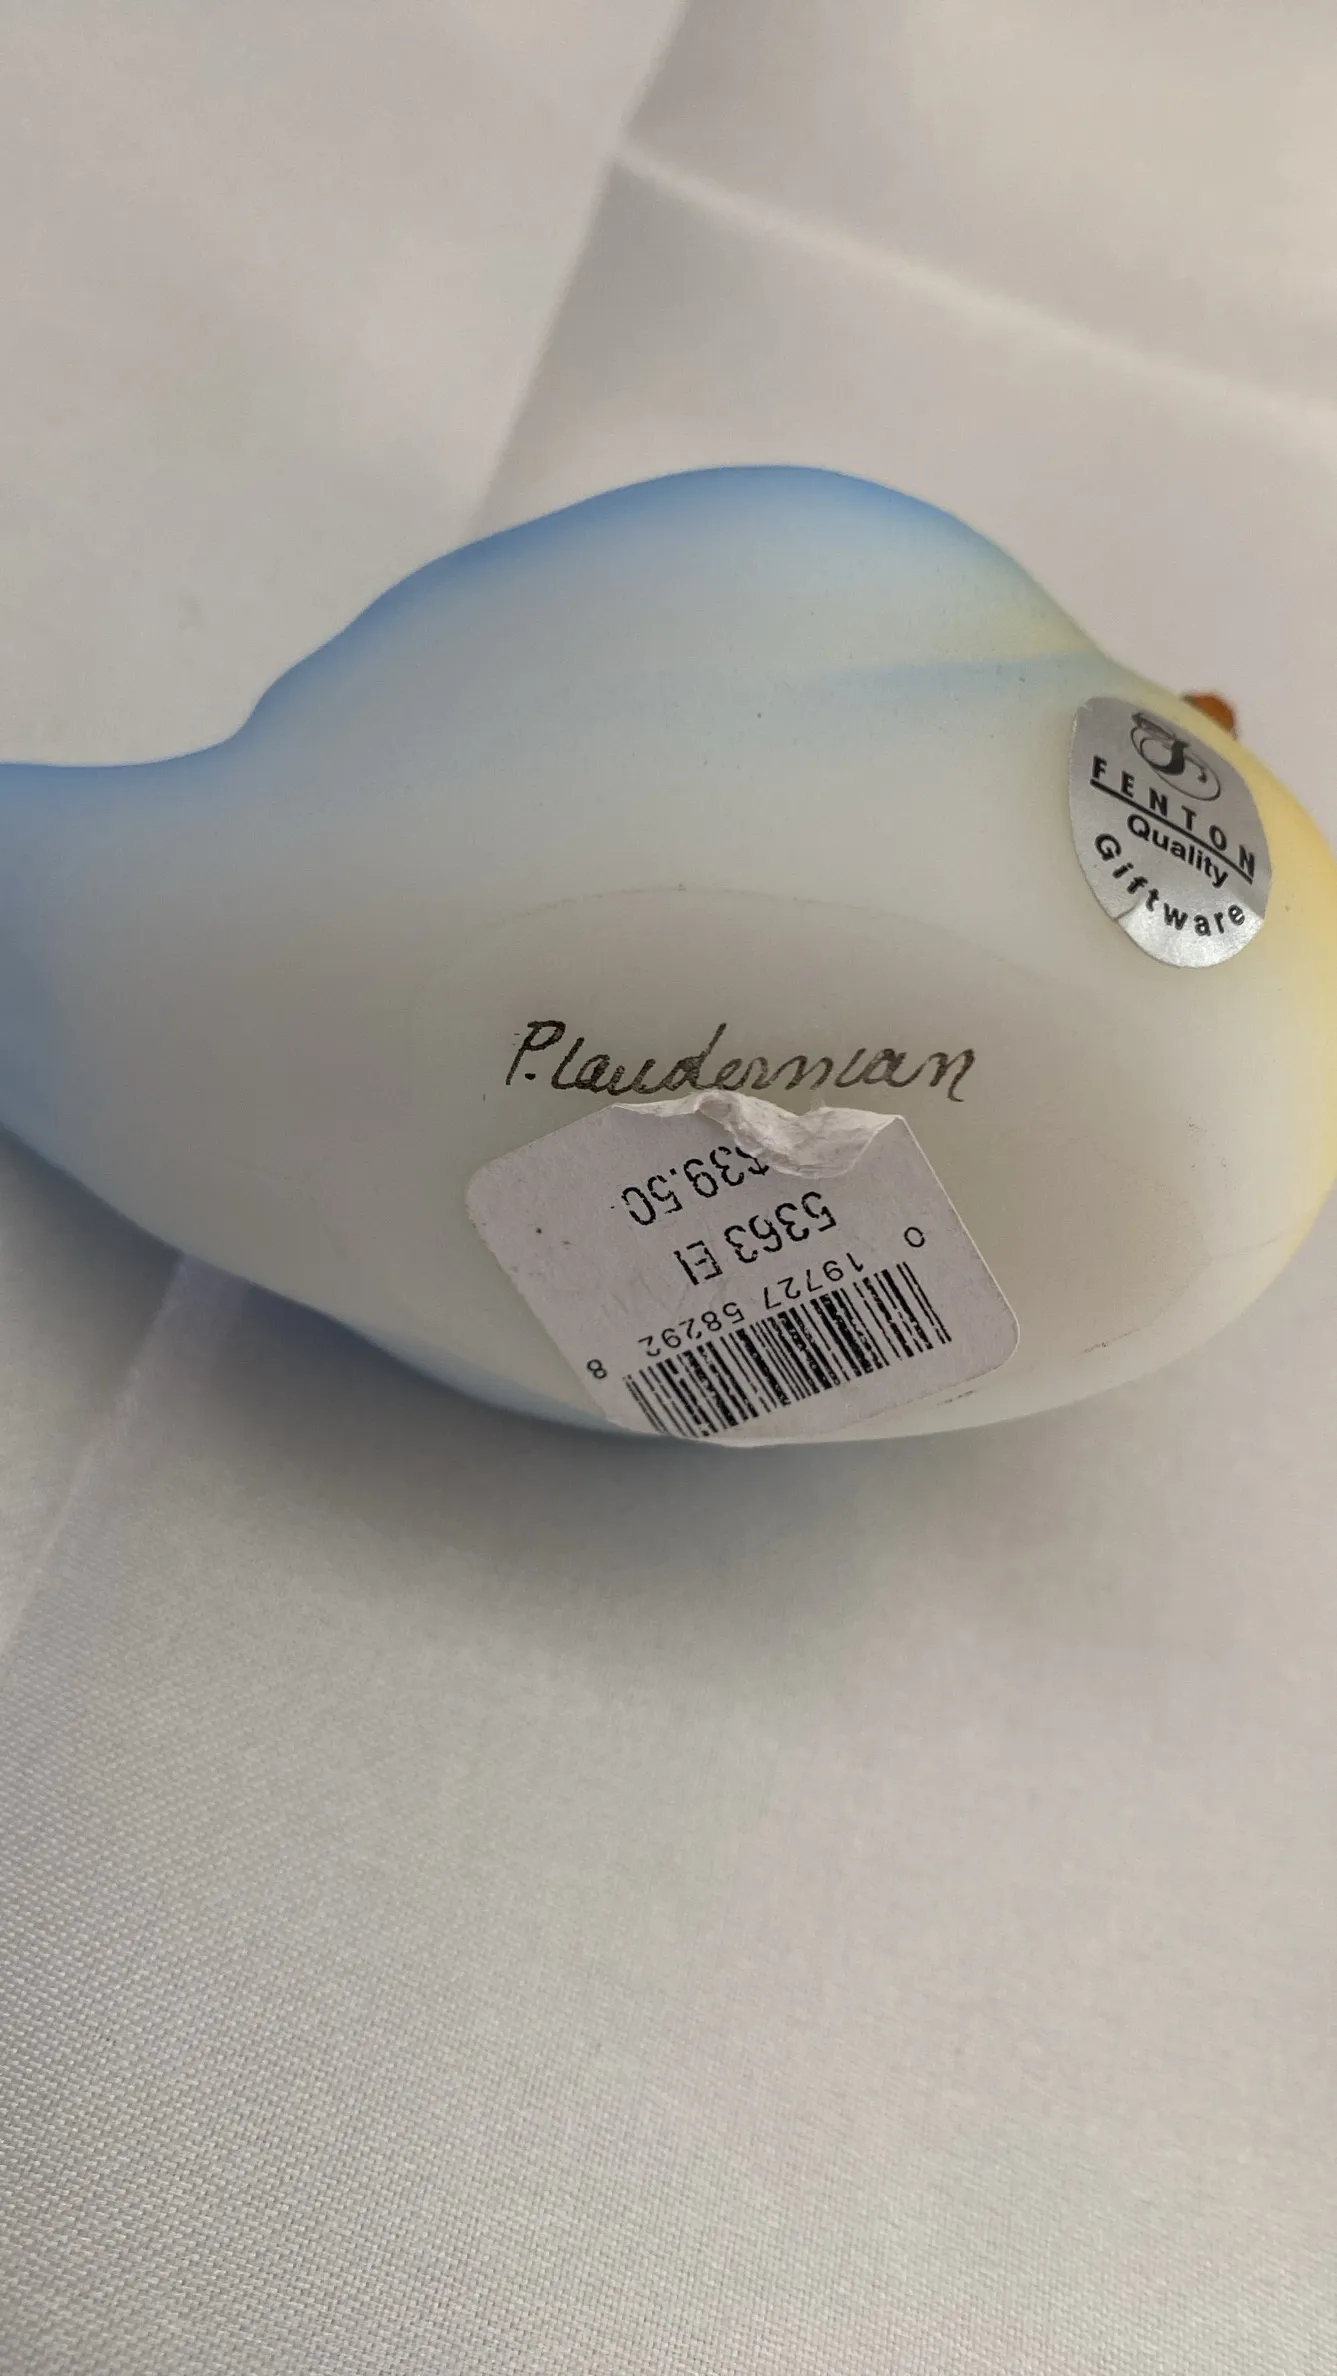 FENTON
Quality
Giftware
P. Lauderman
$39.50
5363 EI
0 19727 58292 8